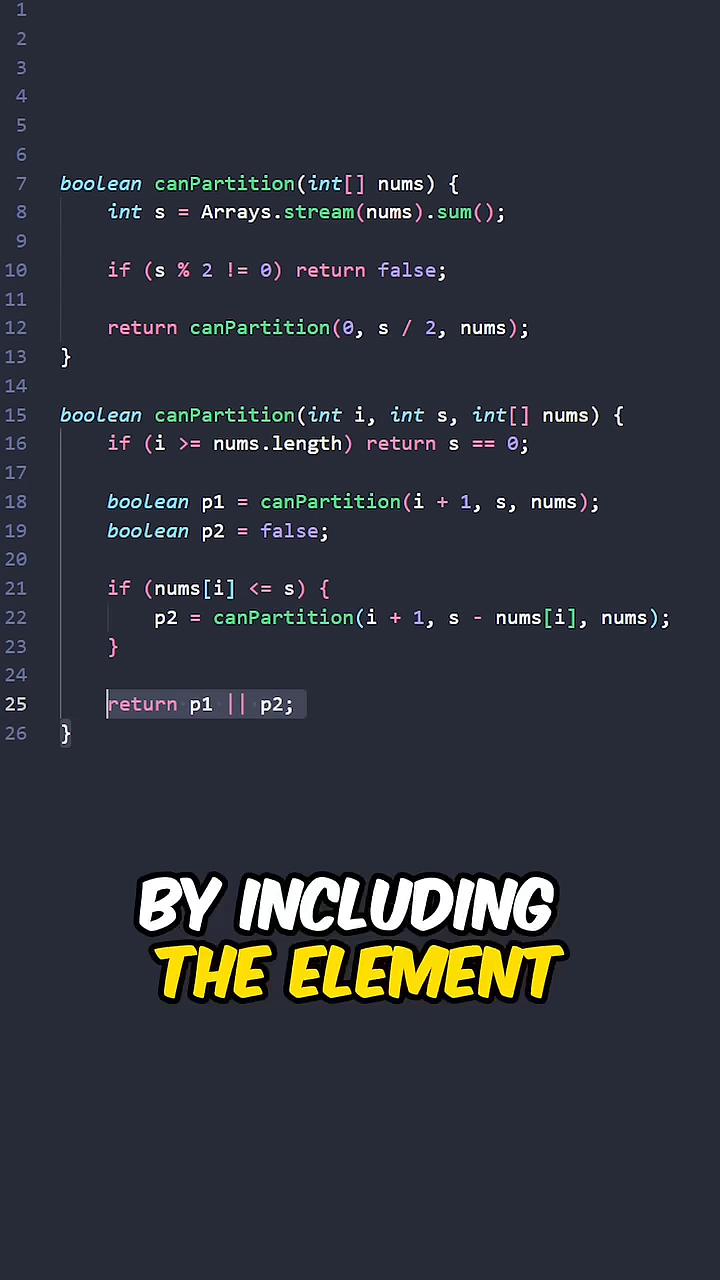 1
2
3
4
5
6
7 boolean canPartition(int[] nums) {
8     int s = Arrays.stream(nums).sum();
9
10     if (s % 2 != 0) return false;
11
12     return canPartition(0, s / 2, nums);
13 }
14
15 boolean canPartition(int i, int s, int[] nums) {
16     if (i >= nums.length) return s == 0;
17
18     boolean p1 = canPartition(i + 1, s, nums);
19     boolean p2 = false;
20
21     if (nums[i] <= s) {
22         p2 = canPartition(i + 1, s - nums[i], nums);
23     }
24
25     return p1 || p2;
26 }
BY INCLUDING
THE ELEMENT